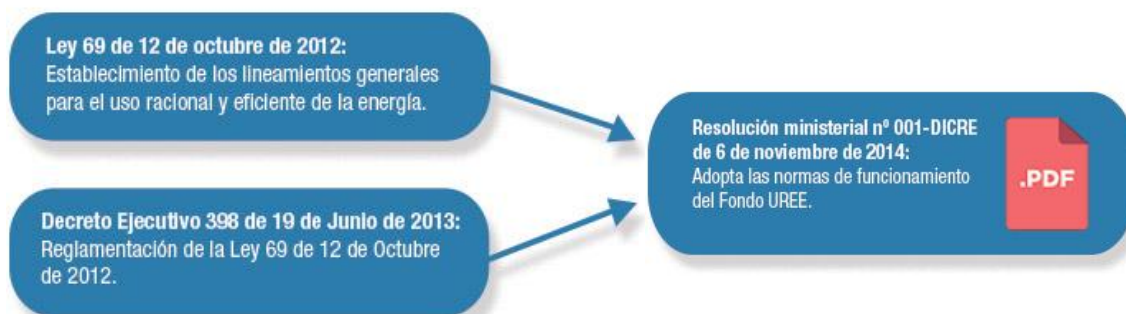 Ley 69 de 12 de octubre de 2012:
Establecimiento de los lineamientos generales
para el uso racional y eficiente de la energía.
Decreto Ejecutivo 398 de 19 de Junio de 2013:
Reglamentación de la Ley 69 de 12 de Octubre
de 2012.
Resolución ministerial nº 001-DICRE
de 6 de noviembre de 2014:
Adopta las normas de funcionamiento
del Fondo UREE.
.PDF